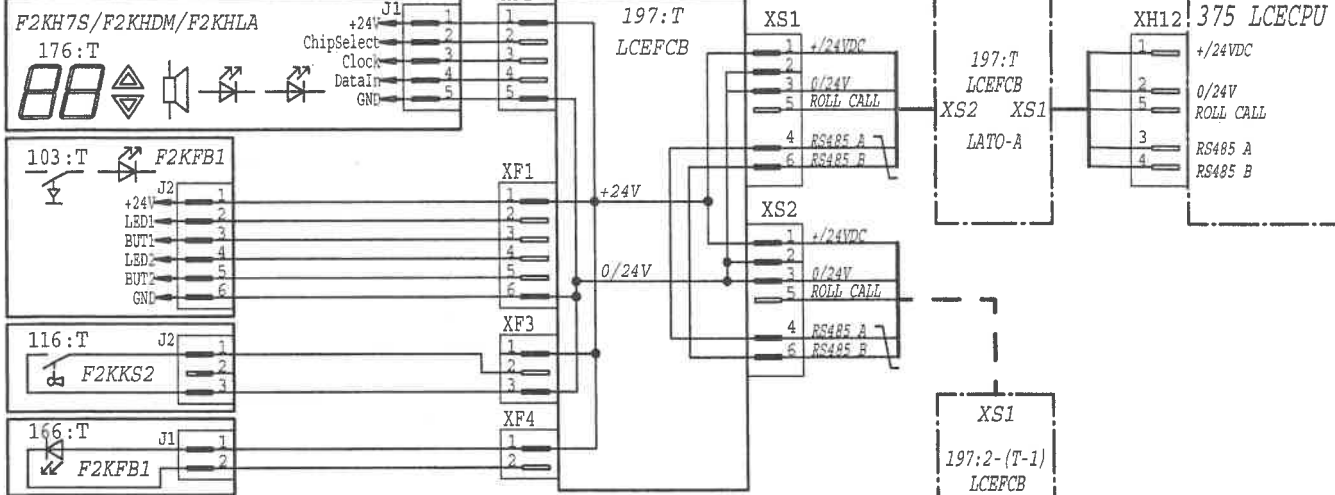 F2KH7S/F2KHDM/F2KHLA
176:T
88
J1
+24V 1
ChipSelect 2
Clock 3
DataIn 4
GND 5
1
2
3
4
5
197:T
LCEFCB
XS1
1 +/24VDC
2
3 0/24V
5 ROLL CALL
4 RS485 A
6 RS485 B
197:T
LCEFCB
XS2 XS1
LATO-A
XH12
375 LCECPU
1 +/24VDC
2 0/24V
5 ROLL CALL
3 RS485 A
4 RS485 B
103:T
F2KFB1
J2
+24V 1
LED1 2
BUT1 3
LED2 4
BUT2 5
GND 6
XF1
1
2
3
4
5
6
+24V
0/24V
XS2
1 +/24VDC
2
3 0/24V
5 ROLL CALL
4 RS485 A
6 RS485 B
116:T
J2
F2KKS2
1
2
3
XF3
1
2
3
166:T
J1
F2KFB1
1
2
XF4
1
2
XS1
197:2-(T-1)
LCEFCB